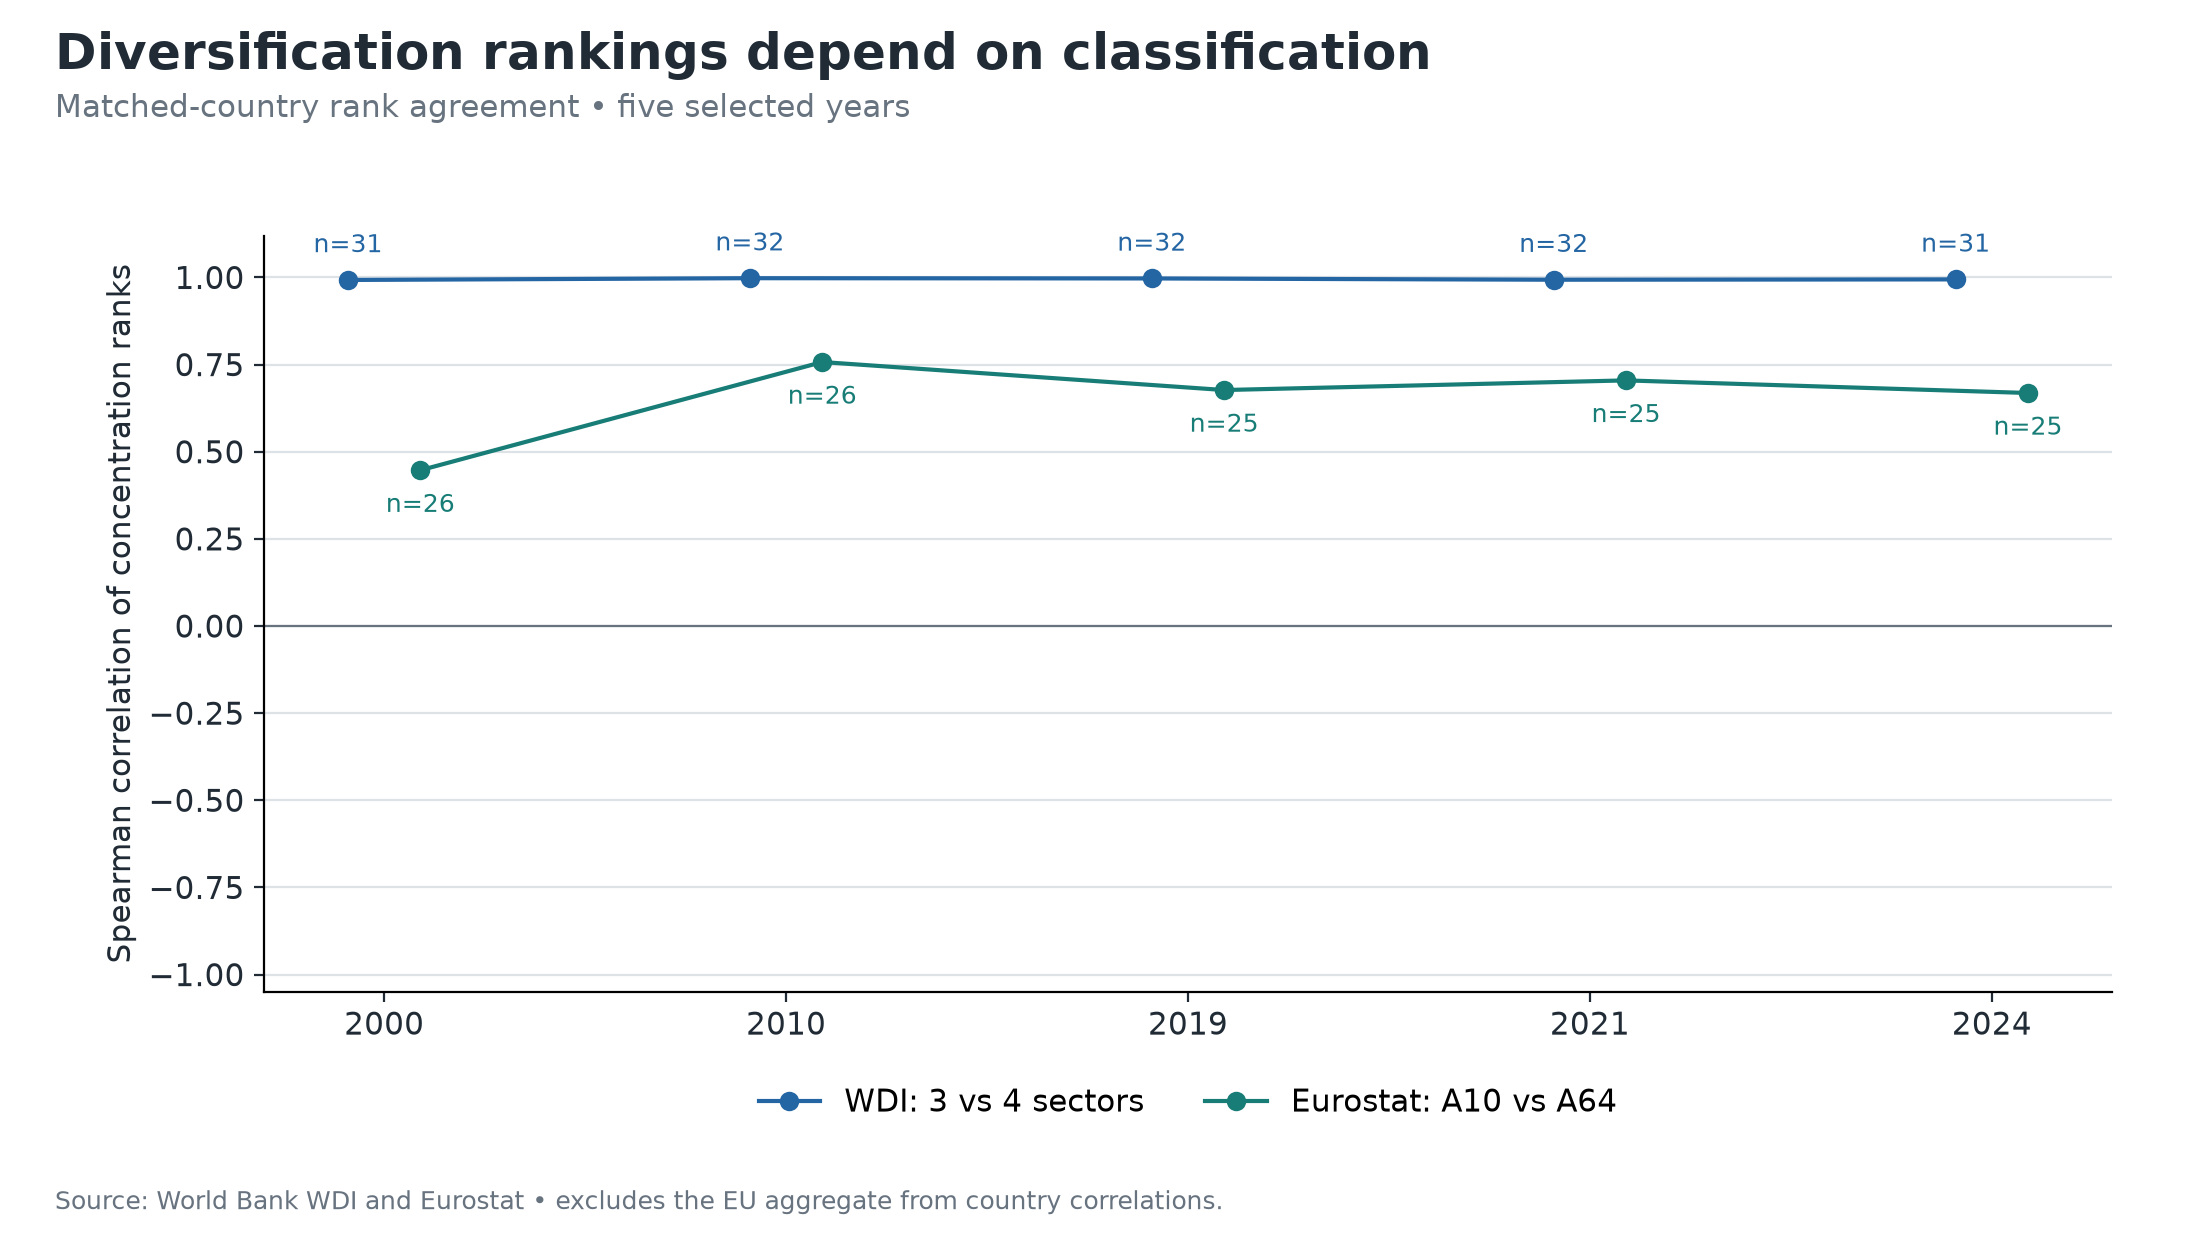 Diversification rankings depend on classification
Matched-country rank agreement • five selected years
Spearman correlation of concentration ranks
1.00
0.75
0.50
0.25
0.00
−0.25
−0.50
−0.75
−1.00
n=31
n=32
n=32
n=32
n=31
n=26
n=26
n=25
n=25
n=25
2000
2010
2019
2021
2024
WDI: 3 vs 4 sectors
Eurostat: A10 vs A64
Source: World Bank WDI and Eurostat • excludes the EU aggregate from country correlations.